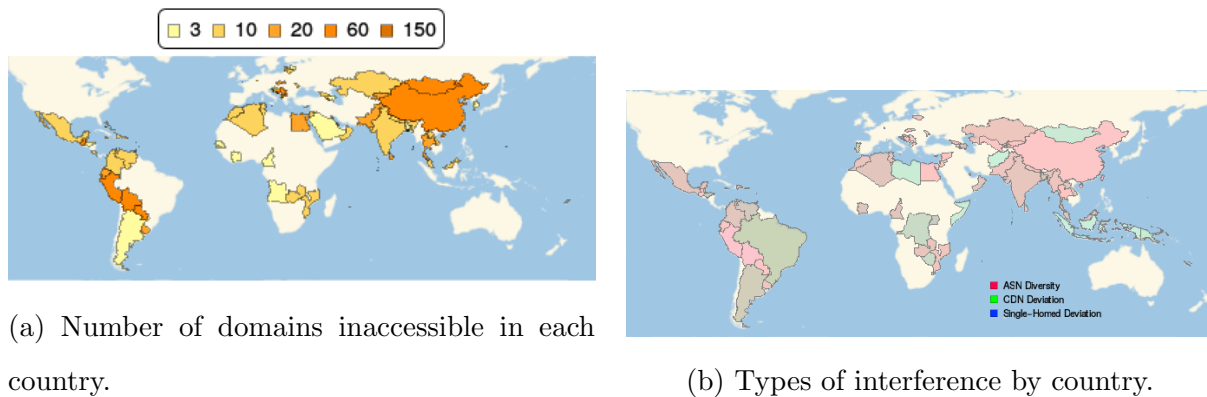 3 10 20 60 150
(a) Number of domains inaccessible in each
country.
ASN Diversity
CDN Deviation
Single-Homed Deviation
(b) Types of interference by country.